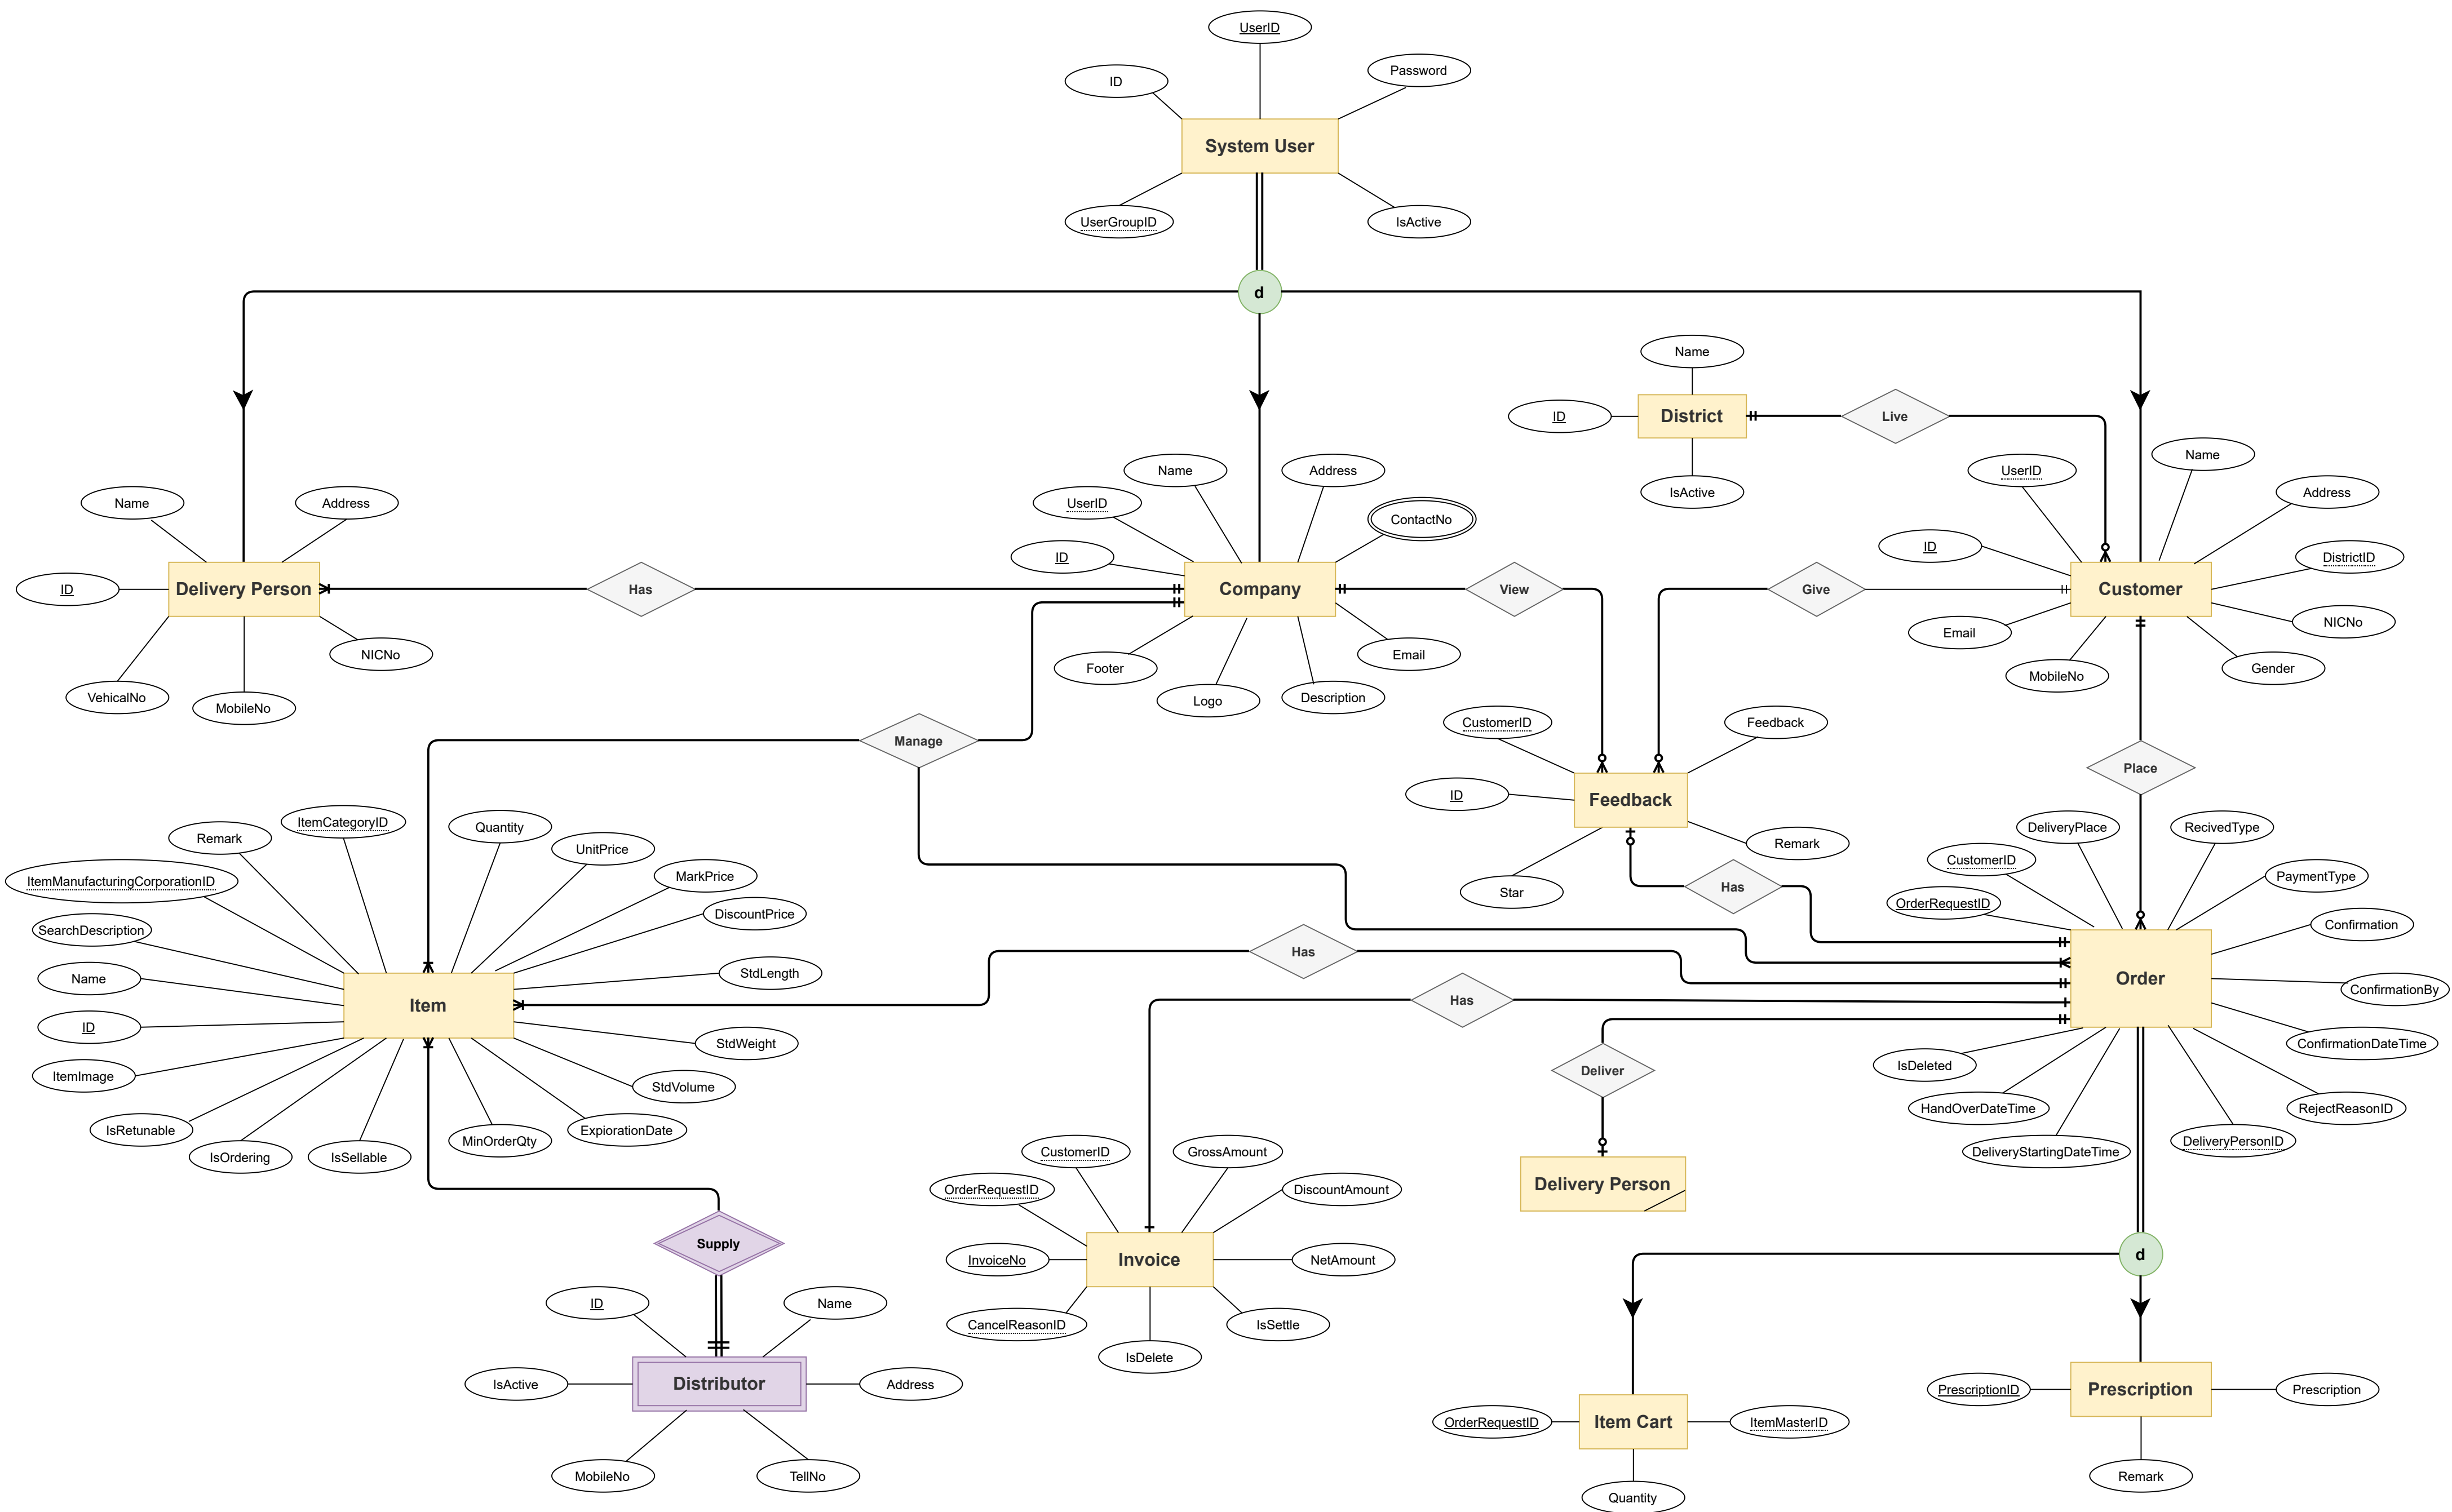 UserID
Password
ID
System User
UserGroupID
IsActive
d
Name
District
ID
IsActive
Live
Name
Address
ID
Delivery Person
NICNo
VehicalNo
MobileNo
Has
Name
Address
UserID
ContactNo
ID
Company
Footer
Logo
Description
Email
View
Give
UserID
Name
Address
ID
DistrictID
Customer
Email
NICNo
MobileNo
Gender
Manage
CustomerID
Feedback
ID
Feedback
Remark
Star
Place
Has
ItemCategoryID
Quantity
Remark
UnitPrice
ItemManufacturingCorporationID
MarkPrice
SearchDescription
DiscountPrice
Name
StdLength
Item
ID
StdWeight
ItemImage
StdVolume
IsRetunable
IsOrdering
IsSellable
MinOrderQty
ExpiorationDate
Has
Has
DeliveryPlace
RecivedType
CustomerID
PaymentType
OrderRequestID
Confirmation
Order
ConfirmationBy
ConfirmationDateTime
IsDeleted
HandOverDateTime
RejectReasonID
DeliveryStartingDateTime
DeliveryPersonID
Deliver
Delivery Person
CustomerID
GrossAmount
OrderRequestID
DiscountAmount
InvoiceNo
Invoice
NetAmount
CancelReasonID
IsSettle
IsDelete
Supply
ID
Name
IsActive
Distributor
Address
MobileNo
TellNo
d
OrderRequestID
Item Cart
ItemMasterID
Quantity
PrescriptionID
Prescription
Prescription
Remark